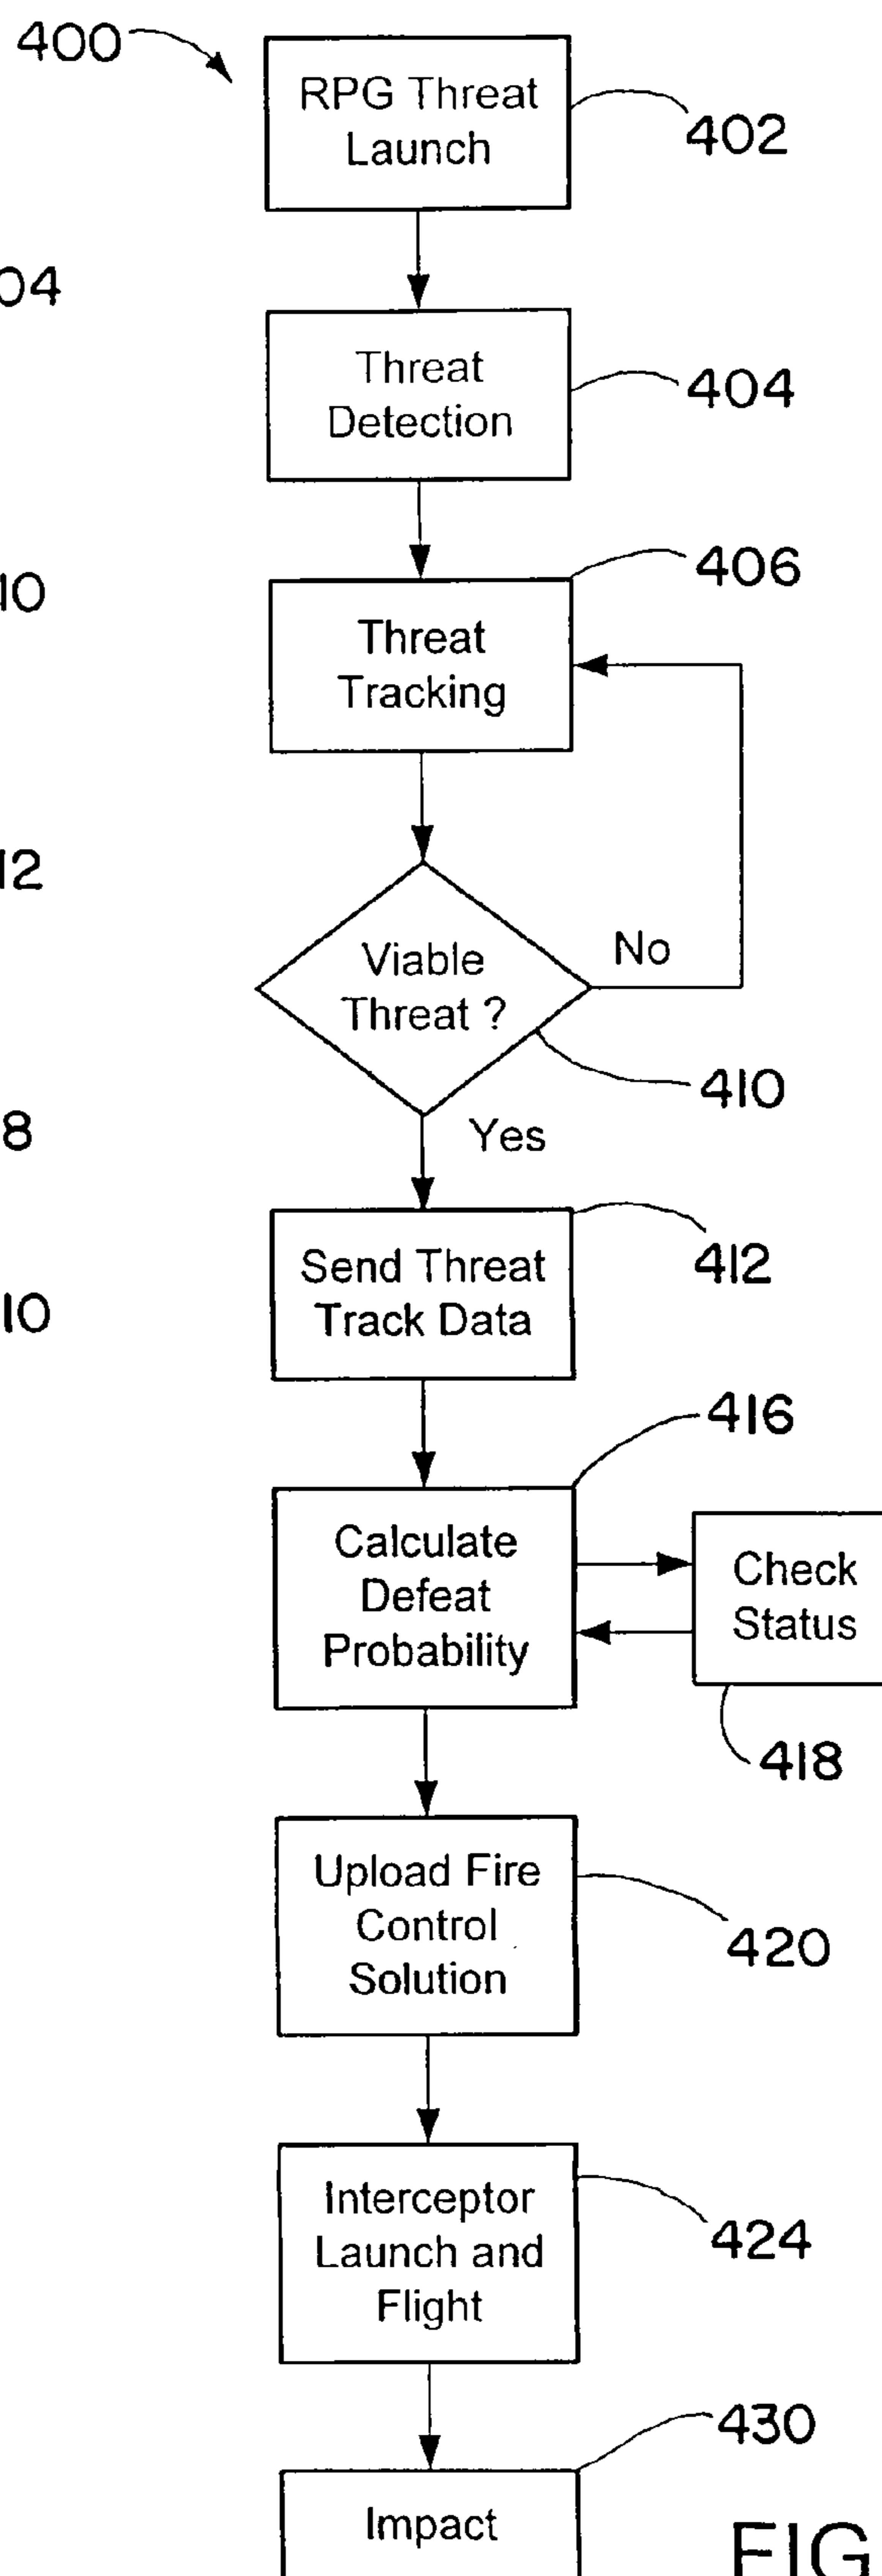 400
RPG Threat
Launch
402
04
Threat
Detection
404
406
10
Threat
Tracking
12
No
Viable
Threat ?
410
8
Yes
412
Send Threat
Track Data
10
416
Calculate
Defeat
Probability
Check
Status
418
Upload Fire
Control
Solution
420
Interceptor
Launch and
Flight
424
430
Impact
FIG